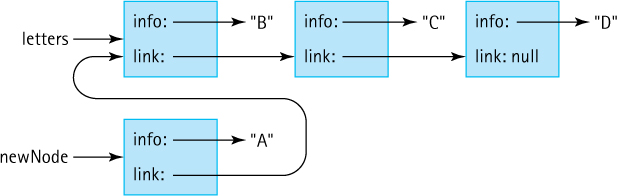 info: "B" info: "C" info: "D"
letters
link: link: link: null
info: "A"
newNode
link: